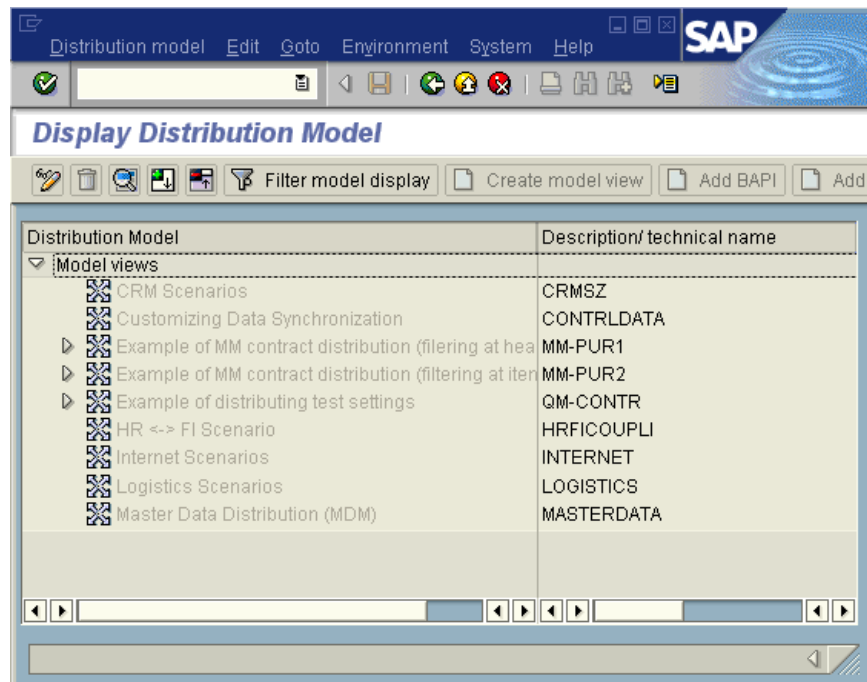 Distribution model Edit Goto Environment System Help
SAP
Display Distribution Model
Filter model display Create model view Add BAPI Add
Distribution Model Description/ technical name
Model views
CRM Scenarios CRMSZ
Customizing Data Synchronization CONTRLDATA
Example of MM contract distribution (filering at hea MM-PUR1
Example of MM contract distribution (filtering at iten MM-PUR2
Example of distributing test settings QM-CONTR
HR <-> FI Scenario HRFICOUPLI
Internet Scenarios INTERNET
Logistics Scenarios LOGISTICS
Master Data Distribution (MDM) MASTERDATA